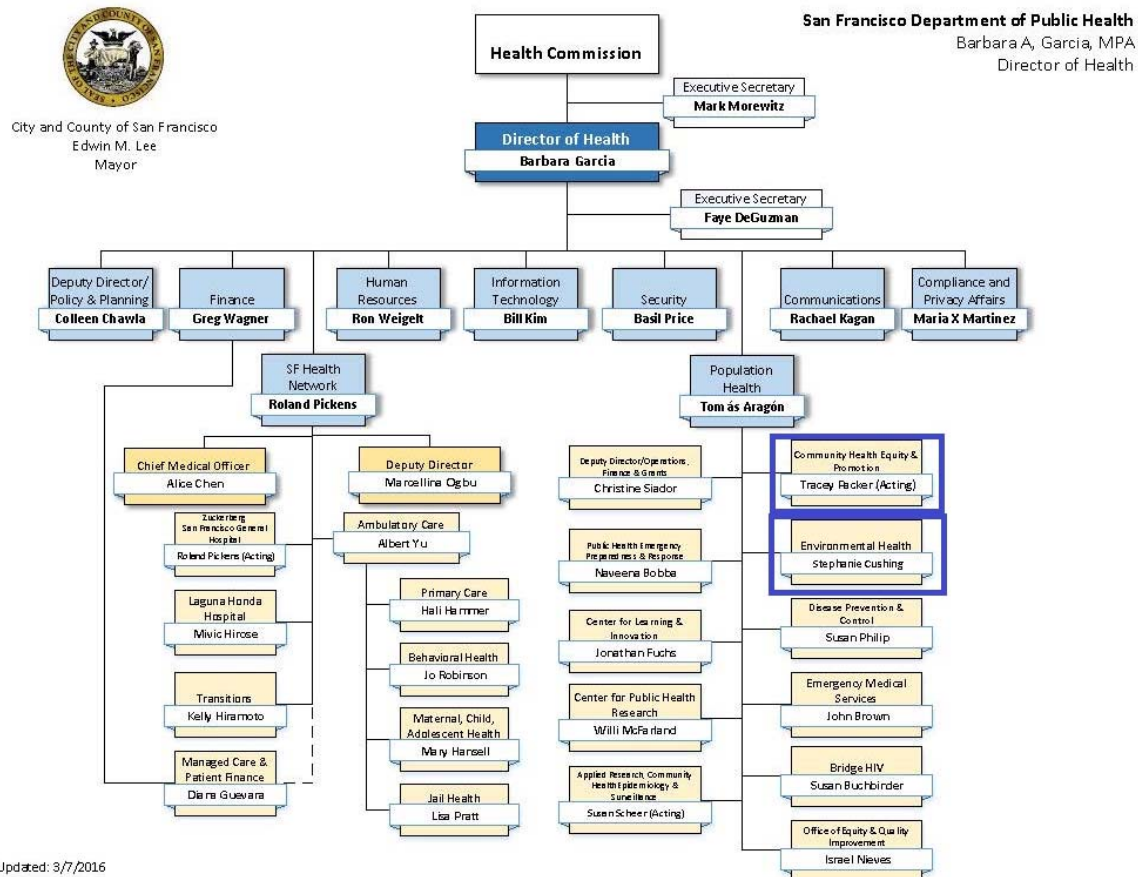 San Francisco Department of Public Health
Barbara A, Garcia, MPA
Director of Health
City and County of San Francisco
Edwin M. Lee
Mayor
Health Commission
Executive Secretary
Mark Morewitz
Director of Health
Barbara Garcia
Executive Secretary
Faye DeGuzman
Deputy Director/
Policy & Planning
Colleen Chawla
Finance
Greg Wagner
Human
Resources
Ron Weigelt
Information
Technology
Bill Kim
Security
Basil Price
Communications
Rachael Kagan
Compliance and
Privacy Affairs
Maria X Martinez
SF Health
Network
Roland Pickens
Population
Health
Tomás Aragón
Chief Medical Officer
Alice Chen
Deputy Director
Marcellina Ogbu
Zuckerberg
San Francisco General
Hospital
Roland Pickens (Acting)
Ambulatory Care
Albert Yu
Laguna Honda
Hospital
Mivic Hirose
Primary Care
Hali Hammer
Behavioral Health
Jo Robinson
Transitions
Kelly Hiramoto
Maternal, Child,
Adolescent Health
Mary Hansell
Managed Care &
Patient Finance
Diana Guevara
Jail Health
Lisa Pratt
Deputy Director/Operations,
Finance & Grants
Christine Siador
Community Health Equity &
Promotion
Tracey Packer (Acting)
Public Health Emergency
Preparedness & Response
Naveena Bobba
Environmental Health
Stephanie Cushing
Center for Learning &
Innovation
Jonathan Fuchs
Disease Prevention &
Control
Susan Philip
Center for Public Health
Research
Willi McFarland
Emergency Medical
Services
John Brown
Applied Research, Community
Health Epidemiology &
Surveillance
Susan Scheer (Acting)
Bridge HIV
Susan Buchbinder
Office of Equity & Quality
Improvement
Israel Nieves
Updated: 3/7/2016